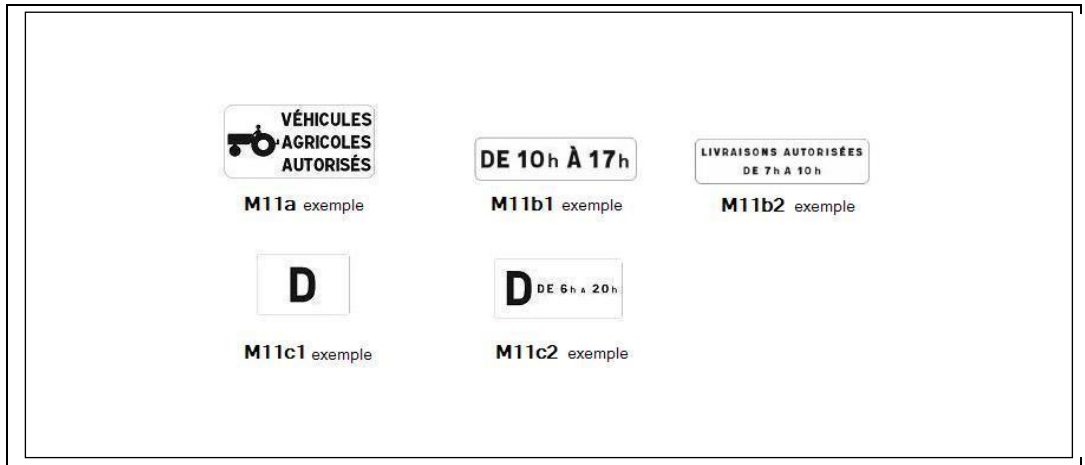 VÉHICULES
AGRICOLES
AUTORISÉS
M11a exemple
DE 10h À 17h
M11b1 exemple
LIVRAISONS AUTORISÉES
DE 7h A 10h
M11b2 exemple
D
M11c1 exemple
D DE 6h A 20h
M11c2 exemple